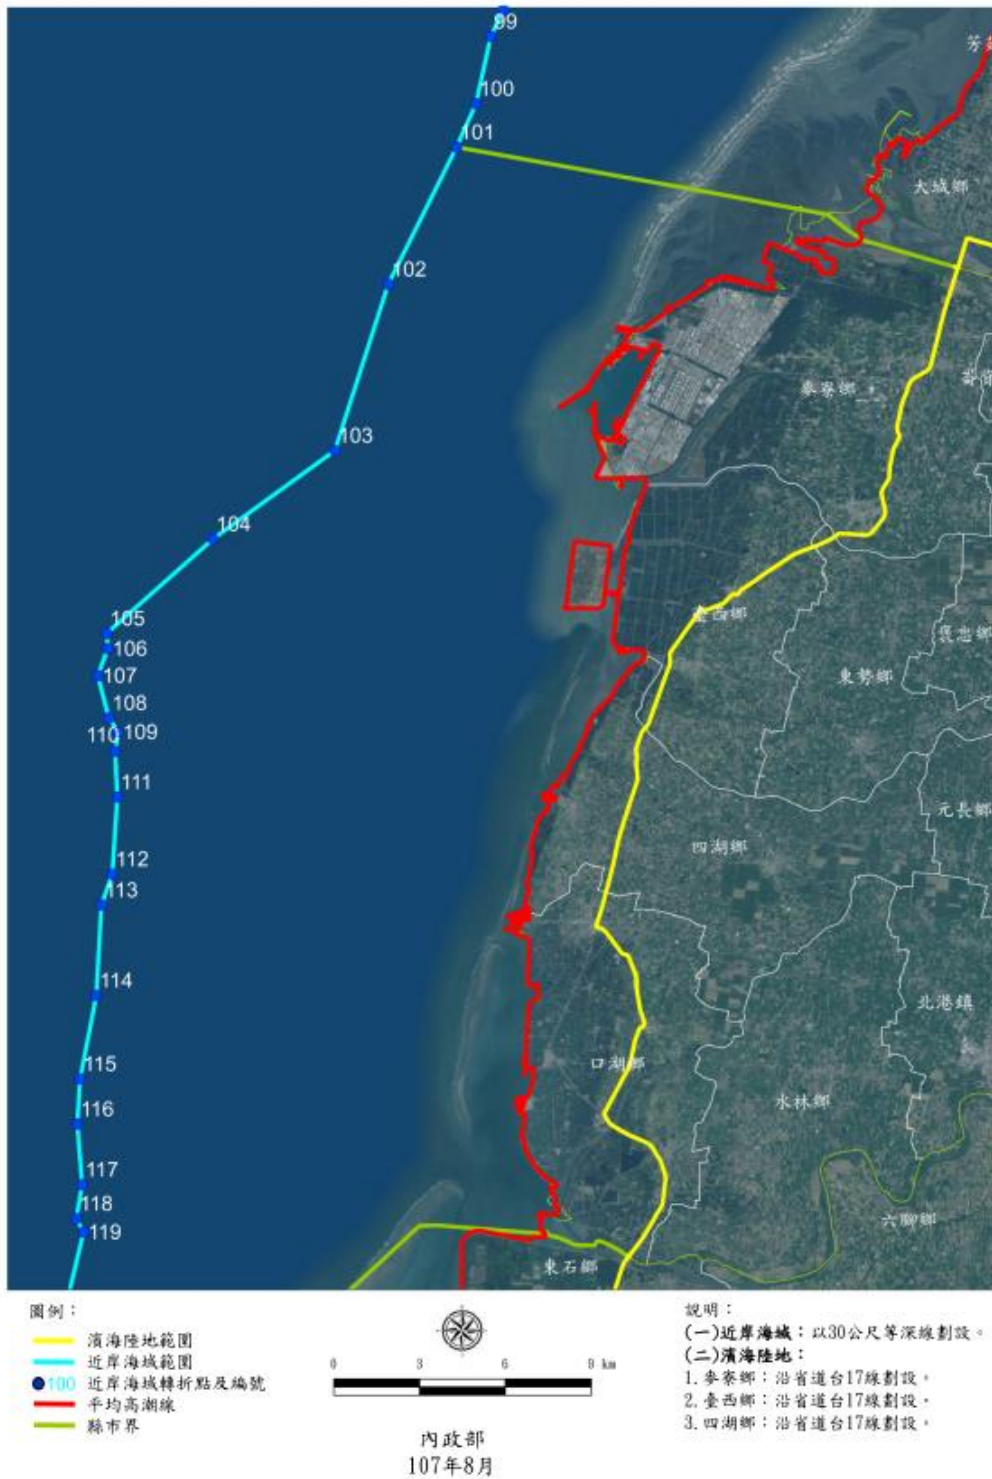 99
芳苑
100
101
大城鄉
102
麥寮鄉
103
104
臺西鄉
105
106
褒忠鄉
107
東勢鄉
108
110 109
111
元長鄉
四湖鄉
112
113
114
北港鎮
115
口湖鄉
水林鄉
116
117
118
119
六腳鄉
東石鄉
圖例：
濱海陸地範圍
近岸海域範圍
100 近岸海域轉折點及編號
平均高潮線
縣市界
0 3 6 9 km
內政部
107年8月
說明：
(一)近岸海域：以30公尺等深線劃設。
(二)濱海陸地：
1.麥寮鄉：沿省道台17線劃設。
2.臺西鄉：沿省道台17線劃設。
3.四湖鄉：沿省道台17線劃設。